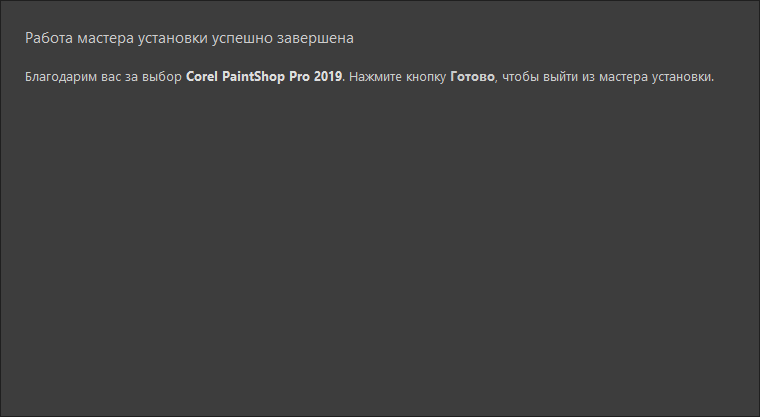 Работа мастера установки успешно завершена
Благодарим вас за выбор Corel PaintShop Pro 2019. Нажмите кнопку Готово, чтобы выйти из мастера установки.